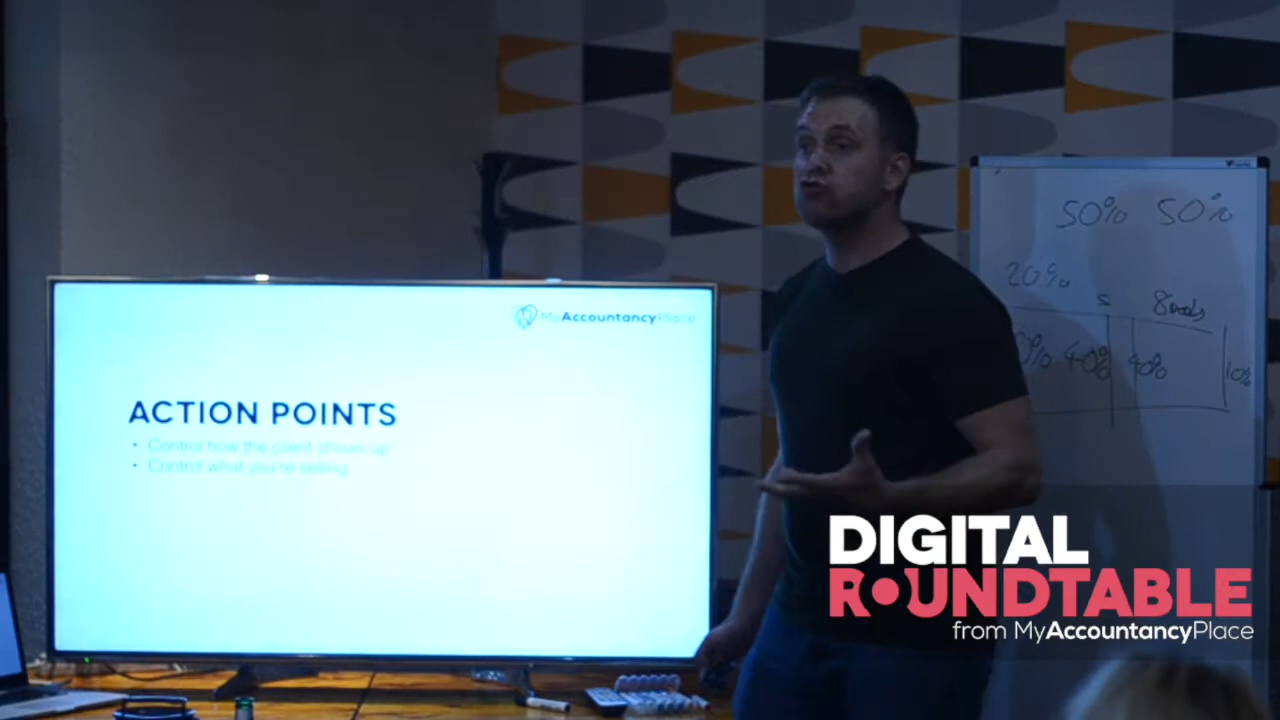 MyAccountancyPlace
ACTION POINTS
• Control how the client shows up
• Control what you're selling
50% 50%
20%
40% 40%
10%
DIGITAL
ROUNDTABLE
from MyAccountancyPlace